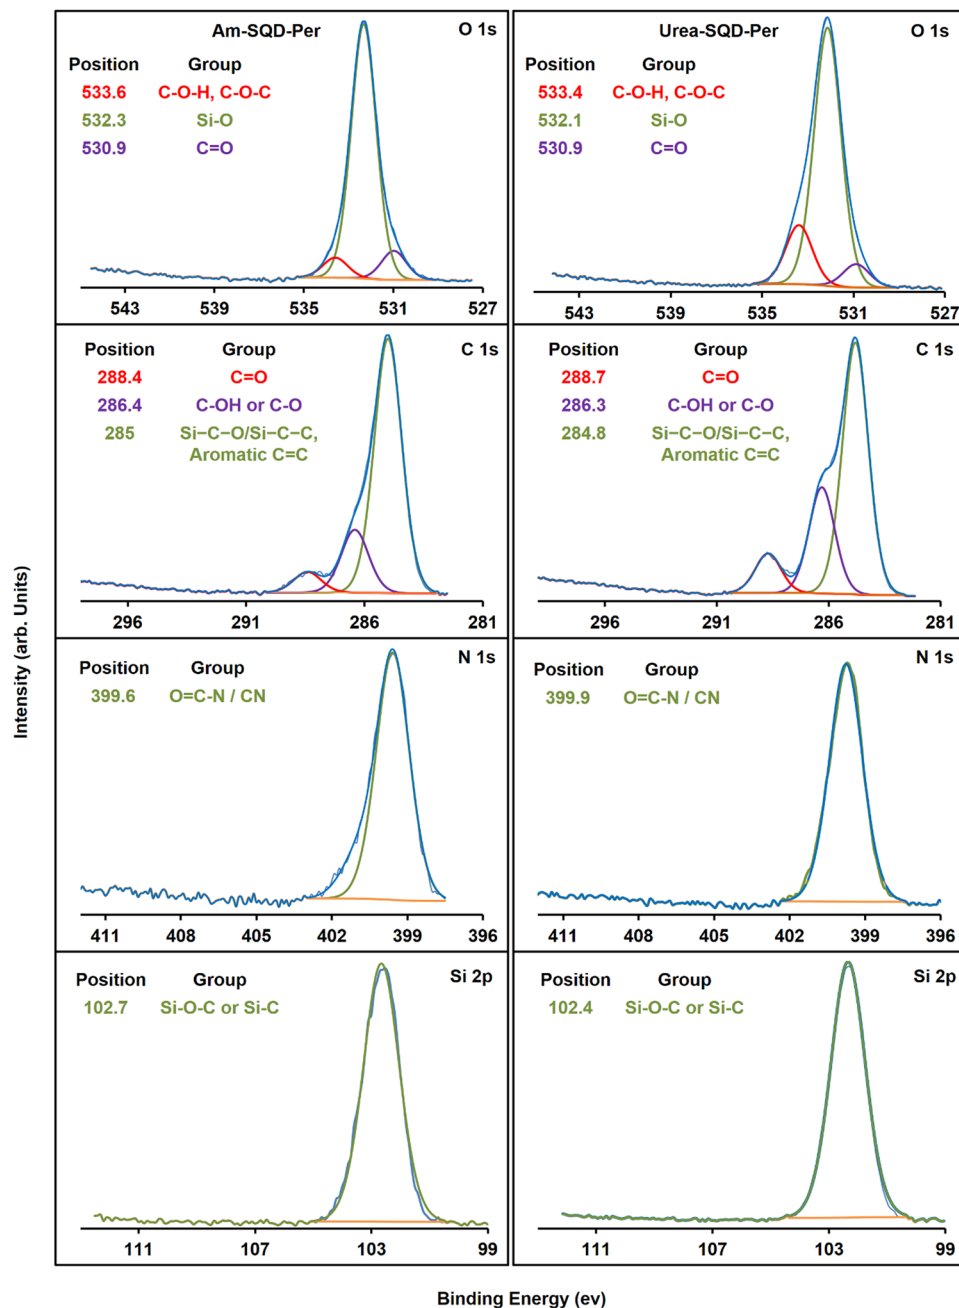 Am-SQD-Per O 1s
Position Group
533.6 C-O-H, C-O-C
532.3 Si-O
530.9 C=O
543 539 535 531 527
Urea-SQD-Per O 1s
Position Group
533.4 C-O-H, C-O-C
532.1 Si-O
530.9 C=O
543 539 535 531 527
Position Group C 1s
288.4 C=O
286.4 C-OH or C-O
285 Si−C−O/Si−C−C,
Aromatic C=C
296 291 286 281
Position Group C 1s
288.7 C=O
286.3 C-OH or C-O
284.8 Si−C−O/Si−C−C,
Aromatic C=C
296 291 286 281
N 1s
Position Group
399.6 O=C-N / CN
411 408 405 402 399 396
N 1s
Position Group
399.9 O=C-N / CN
411 408 405 402 399 396
Position Group Si 2p
102.7 Si-O-C or Si-C
111 107 103 99
Position Group Si 2p
102.4 Si-O-C or Si-C
111 107 103 99
Intensity (arb. Units)
Binding Energy (ev)